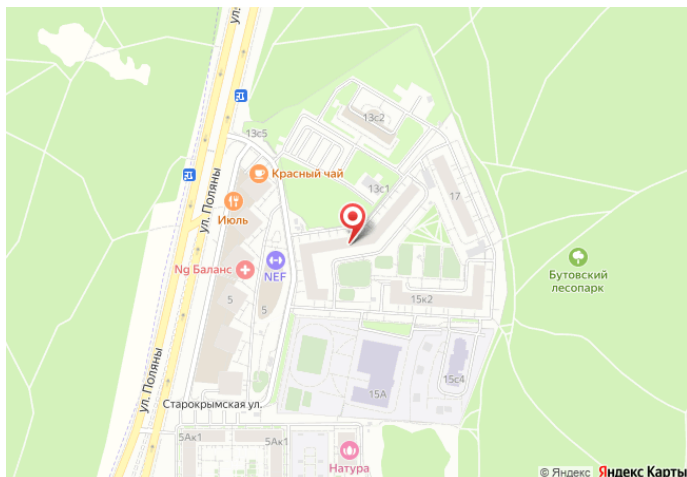 ул.
13с5
13с2
Красный чай
13с1
17
ул. Поляны
Июль
Ng Баланс
NEF
Бутовский
лесопарк
5
5
15к2
ул. Поляны
15А
15с4
Старокрымская ул.
5Ак1
5Ак1
Натура
© Яндекс Яндекс Карты